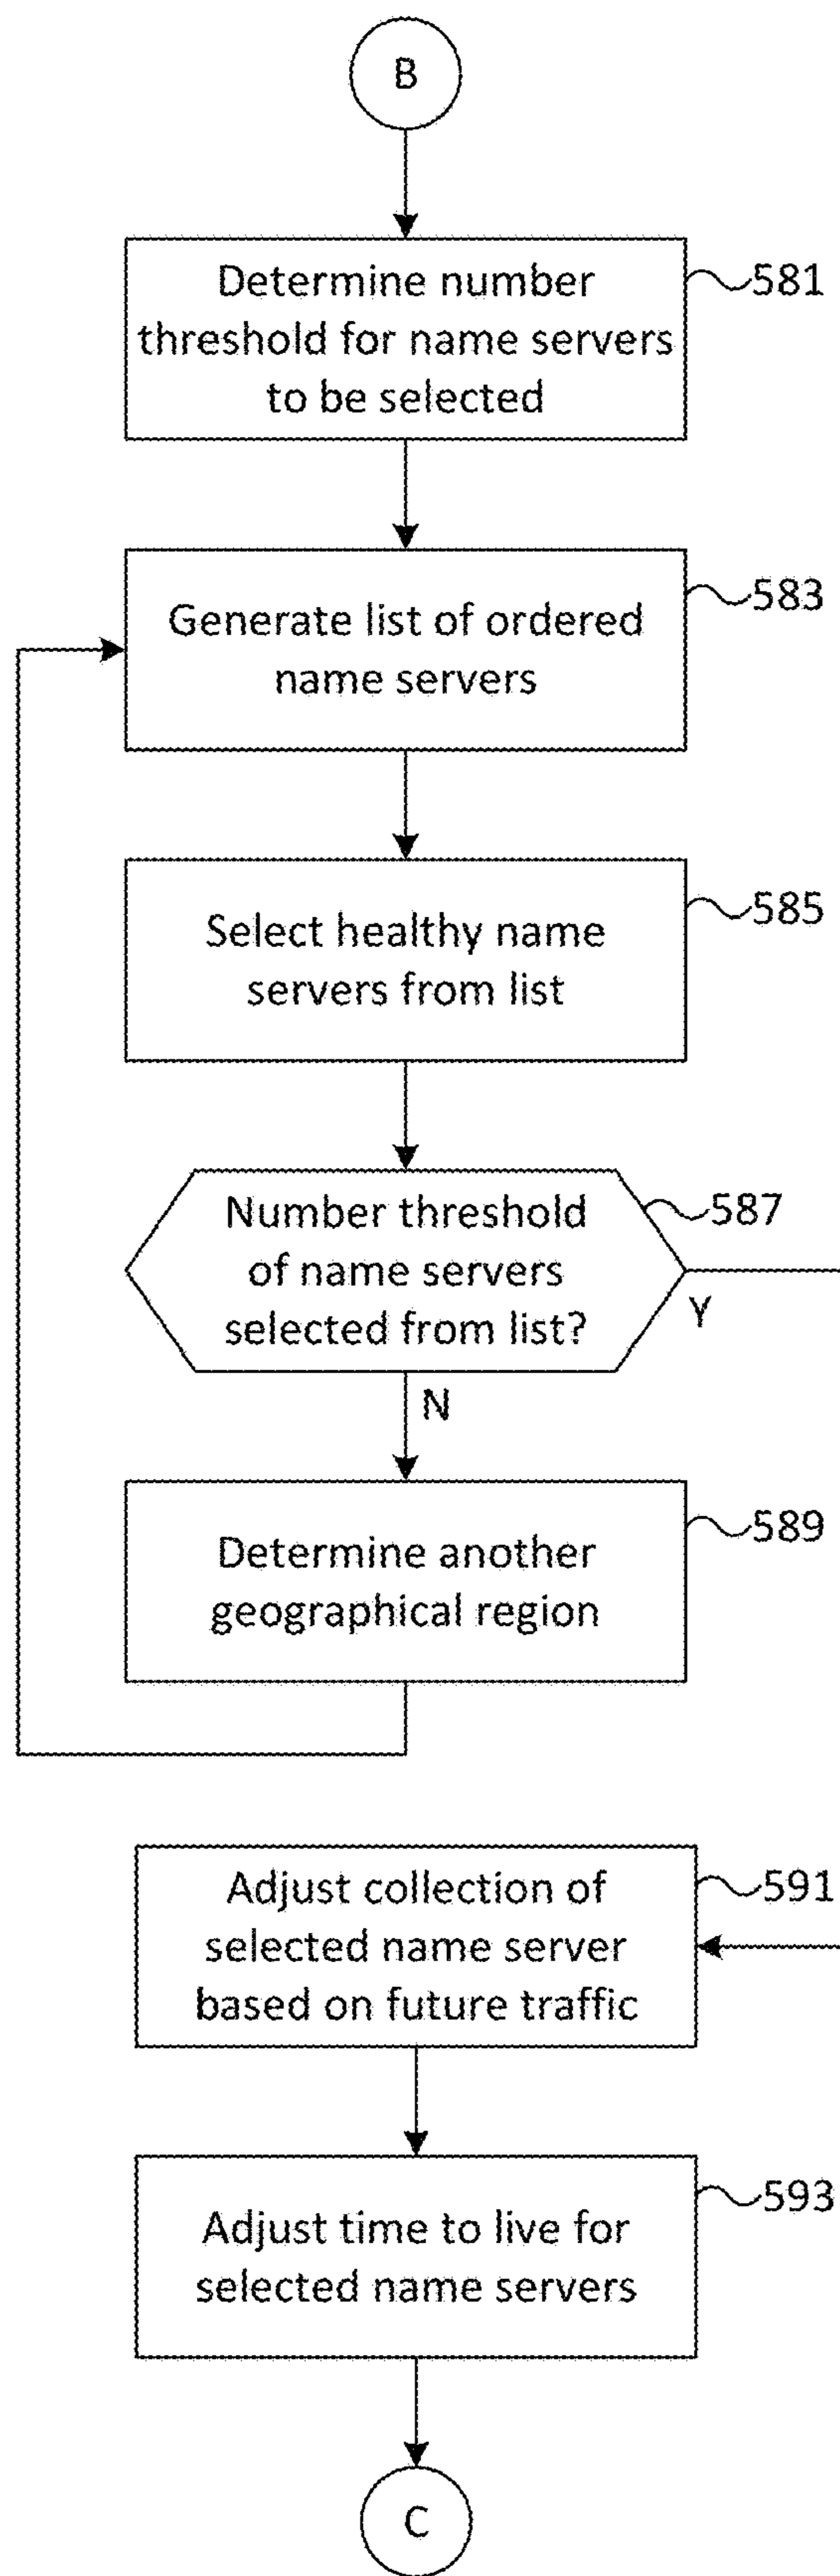 B
Determine number
threshold for name servers
to be selected
581
Generate list of ordered
name servers
583
Select healthy name
servers from list
585
Number threshold
of name servers
selected from list?
587
Y
N
Determine another
geographical region
589
Adjust collection of
selected name server
based on future traffic
591
Adjust time to live for
selected name servers
593
C